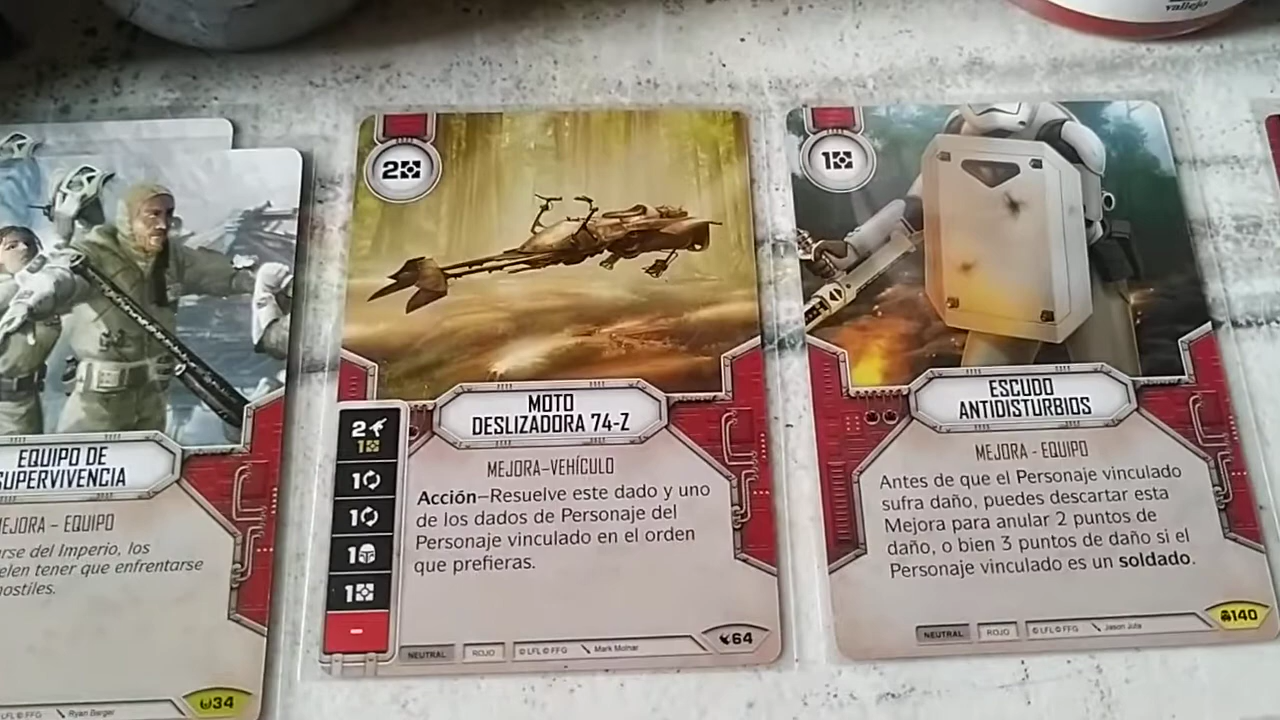 vallejo
EQUIPO DE
SUPERVIVENCIA
MEJORA – EQUIPO
del Imperio, los
tener que enfrentarse
LFL © FFG Ryan Barger
34
2
MOTO
DESLIZADORA 74-Z
MEJORA–VEHÍCULO
2
1
1
1
1
1
-
Acción–Resuelve este dado y uno
de los dados de Personaje del
Personaje vinculado en el orden
que prefieras.
NEUTRAL ROJO © LFL © FFG Mark Molnar
64
1
ESCUDO
ANTIDISTURBIOS
MEJORA - EQUIPO
Antes de que el Personaje vinculado
sufra daño, puedes descartar esta
Mejora para anular 2 puntos de
daño, o bien 3 puntos de daño si el
Personaje vinculado es un soldado.
NEUTRAL ROJO © LFL © FFG Jason Juta
140